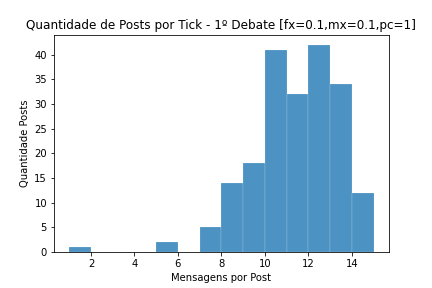 Quantidade de Posts por Tick - 1º Debate [fx=0.1,mx=0.1,pc=1]
Quantidade Posts
40
35
30
25
20
15
10
5
0
2 4 6 8 10 12 14
Mensagens por Post